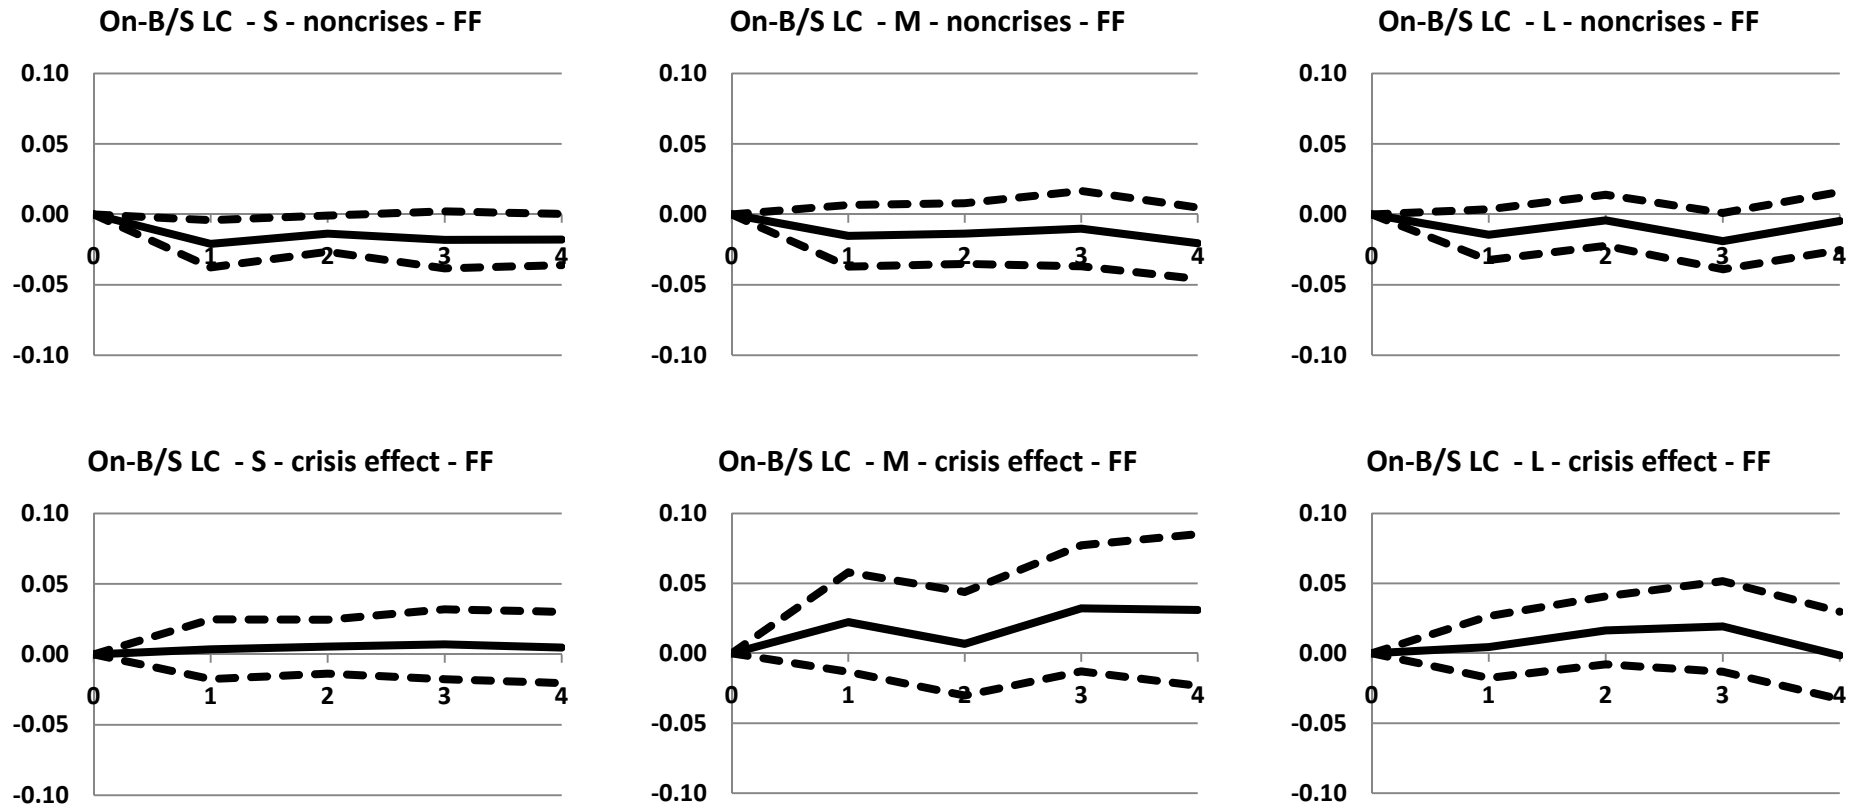 On-B/S LC - S - noncrises - FF
0.10
0.05
0.00
-0.05
-0.10
0 1 2 3 4
On-B/S LC - M - noncrises - FF
0.10
0.05
0.00
-0.05
-0.10
0 1 2 3 4
On-B/S LC - L - noncrises - FF
0.10
0.05
0.00
-0.05
-0.10
0 1 2 3 4
On-B/S LC - S - crisis effect - FF
0.10
0.05
0.00
-0.05
-0.10
0 1 2 3 4
On-B/S LC - M - crisis effect - FF
0.10
0.05
0.00
-0.05
-0.10
0 1 2 3 4
On-B/S LC - L - crisis effect - FF
0.10
0.05
0.00
-0.05
-0.10
0 1 2 3 4